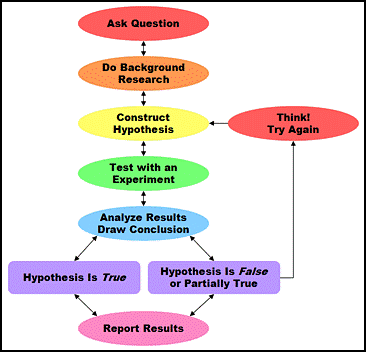 Ask Question
Do Background
Research
Construct
Hypothesis
Think!
Try Again
Test with an
Experiment
Analyze Results
Draw Conclusion
Hypothesis Is True
Hypothesis Is False
or Partially True
Report Results